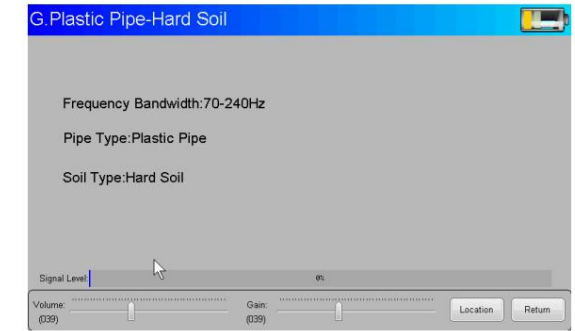 G.Plastic Pipe-Hard Soil
Frequency Bandwidth:70-240Hz
Pipe Type:Plastic Pipe
Soil Type:Hard Soil
Signal Level: 0%
Volume: Gain: Location Return
(039) (039)